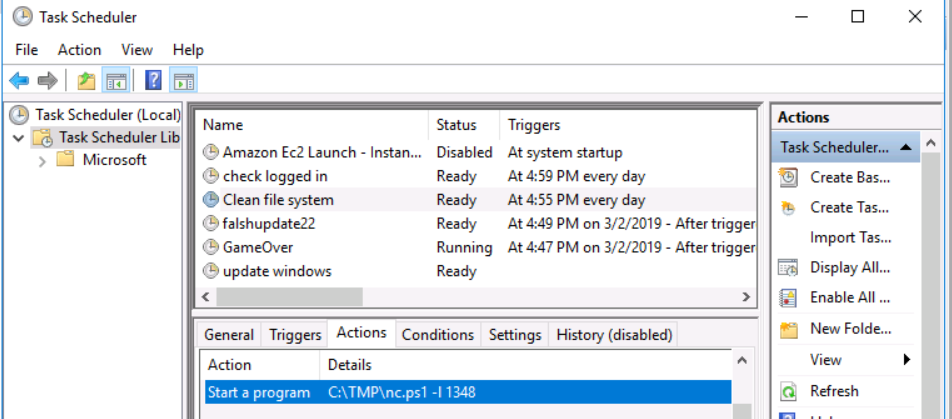 Task Scheduler
File Action View Help
Task Scheduler (Local)
Task Scheduler Lib
Microsoft
Name Status Triggers
Amazon Ec2 Launch - Instan... Disabled At system startup
check logged in Ready At 4:59 PM every day
Clean file system Ready At 4:55 PM every day
falshupdate22 Ready At 4:49 PM on 3/2/2019 - After trigger
GameOver Running At 4:47 PM on 3/2/2019 - After trigger
update windows Ready
General Triggers Actions Conditions Settings History (disabled)
Action Details
Start a program C:\TMP\nc.ps1 -l 1348
Actions
Task Scheduler...
Create Bas...
Create Tas...
Import Tas...
Display All...
Enable All ...
New Folde...
View
Refresh